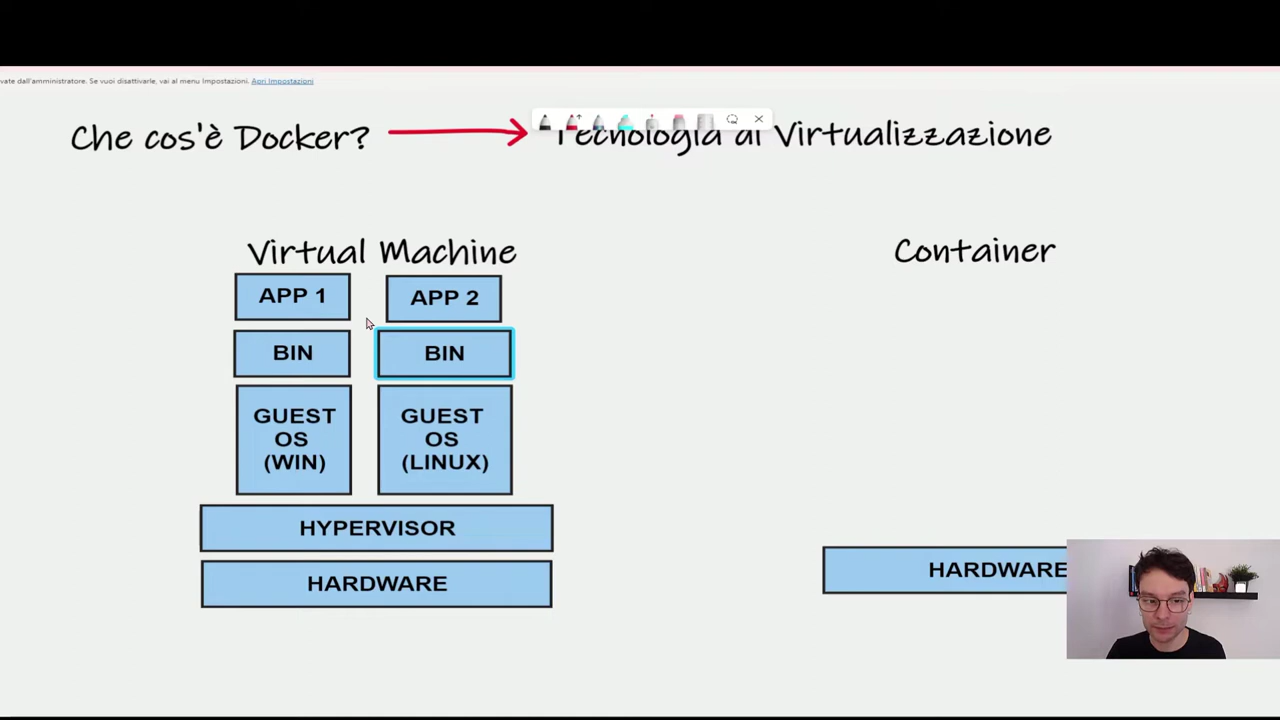 vate dall'amministratore. Se vuoi disattivarle, vai al menu Impostazioni. Apri Impostazioni
Che cos'è Docker? Tecnologia di Virtualizzazione
Virtual Machine
Container
APP 1
APP 2
BIN
BIN
GUEST
OS
(WIN)
GUEST
OS
(LINUX)
HYPERVISOR
HARDWARE
HARDWARE